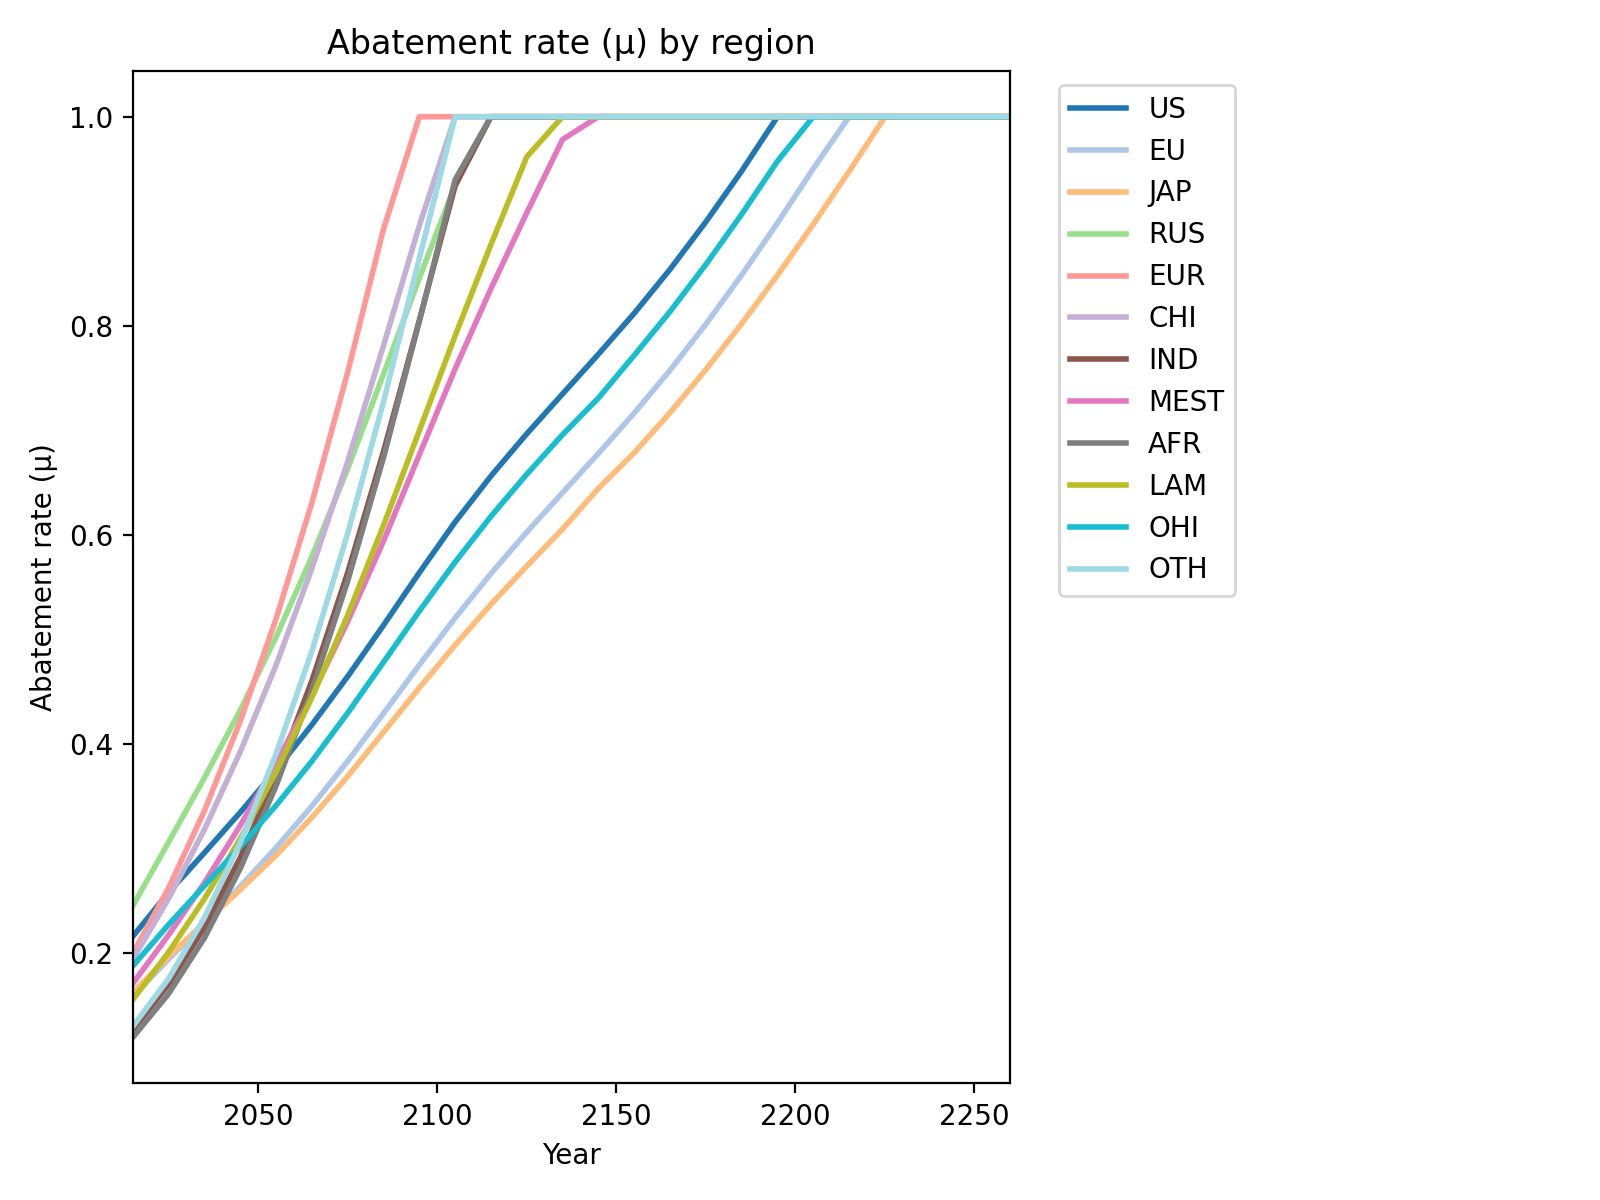 Abatement rate (μ) by region
Abatement rate (μ)
1.0
0.8
0.6
0.4
0.2
2050
2100
2150
2200
2250
Year
US
EU
JAP
RUS
EUR
CHI
IND
MEST
AFR
LAM
OHI
OTH